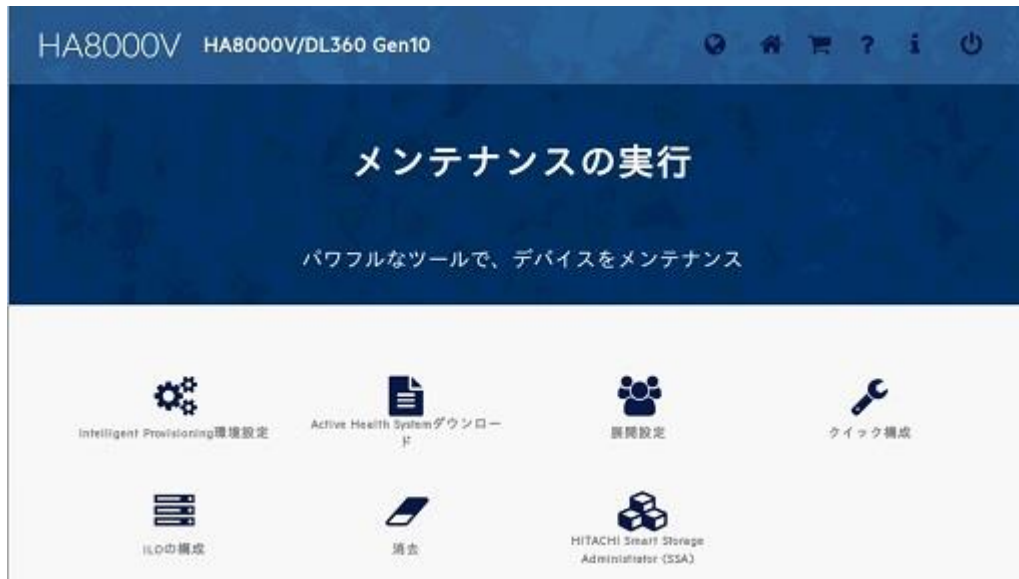 HA8000V HA8000V/DL360 Gen10
メンテナンスの実行
パワフルなツールで、デバイスをメンテナンス
Intelligent Provisioning環境設定
Active Health Systemダウンロー
ド
展開設定
クイック構成
iLOの構成
消去
HITACHI Smart Storage
Administrator (SSA)